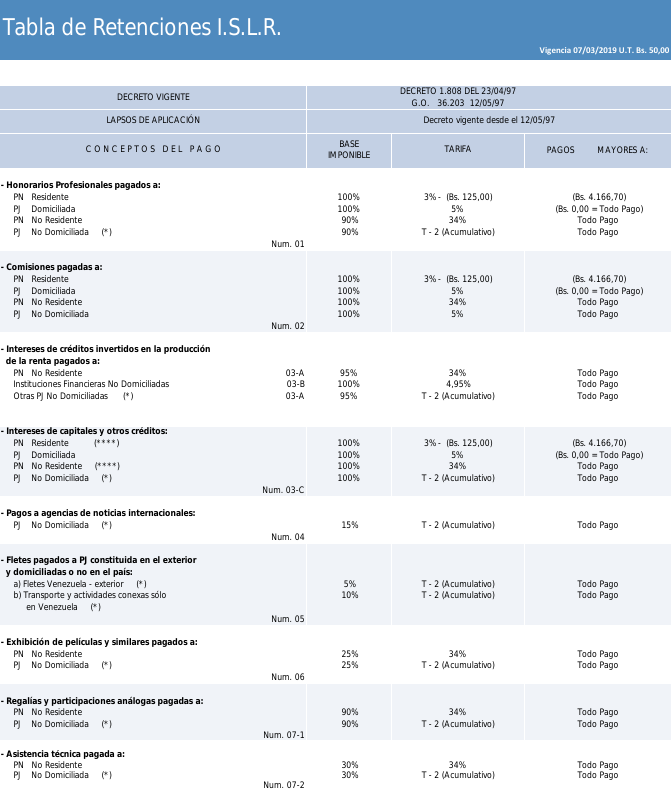 Tabla de Retenciones I.S.L.R.
Vigencia 07/03/2019 U.T. Bs. 50,00
DECRETO VIGENTE DECRETO 1.808 DEL 23/04/97
G.O. 36.203 12/05/97
LAPSOS DE APLICACIÓN Decreto vigente desde el 12/05/97
CONCEPTOS DEL PAGO BASE IMPONIBLE TARIFA PAGOS MAYORES A:
- Honorarios Profesionales pagados a:
PN Residente 100% 3% - (Bs. 125,00) (Bs. 4.166,70)
PJ Domiciliada 100% 5% (Bs. 0,00 = Todo Pago)
PN No Residente 90% 34% Todo Pago
PJ No Domiciliada (*) 90% T - 2 (Acumulativo) Todo Pago
Num. 01
- Comisiones pagadas a:
PN Residente 100% 3% - (Bs. 125,00) (Bs. 4.166,70)
PJ Domiciliada 100% 5% (Bs. 0,00 = Todo Pago)
PN No Residente 100% 34% Todo Pago
PJ No Domiciliada 100% 5% Todo Pago
Num. 02
- Intereses de créditos invertidos en la producción
de la renta pagados a:
PN No Residente 03-A 95% 34% Todo Pago
Instituciones Financieras No Domiciliadas 03-B 100% 4,95% Todo Pago
Otras PJ No Domiciliadas (*) 03-A 95% T - 2 (Acumulativo) Todo Pago
- Intereses de capitales y otros créditos:
PN Residente (****) 100% 3% - (Bs. 125,00) (Bs. 4.166,70)
PJ Domiciliada 100% 5% (Bs. 0,00 = Todo Pago)
PN No Residente (****) 100% 34% Todo Pago
PJ No Domiciliada (*) 100% T - 2 (Acumulativo) Todo Pago
Num. 03-C
- Pagos a agencias de noticias internacionales:
PJ No Domiciliada (*) 15% T - 2 (Acumulativo) Todo Pago
Num. 04
- Fletes pagados a PJ constituida en el exterior
y domiciliadas o no en el país:
a) Fletes Venezuela - exterior (*) 5% T - 2 (Acumulativo) Todo Pago
b) Transporte y actividades conexas sólo 10% T - 2 (Acumulativo) Todo Pago
en Venezuela (*)
Num. 05
- Exhibición de películas y similares pagados a:
PN No Residente 25% 34% Todo Pago
PJ No Domiciliada (*) 25% T - 2 (Acumulativo) Todo Pago
Num. 06
- Regalías y participaciones análogas pagadas a:
PN No Residente 90% 34% Todo Pago
PJ No Domiciliada (*) 90% T - 2 (Acumulativo) Todo Pago
Num. 07-1
- Asistencia técnica pagada a:
PN No Residente 30% 34% Todo Pago
PJ No Domiciliada (*) 30% T - 2 (Acumulativo) Todo Pago
Num. 07-2